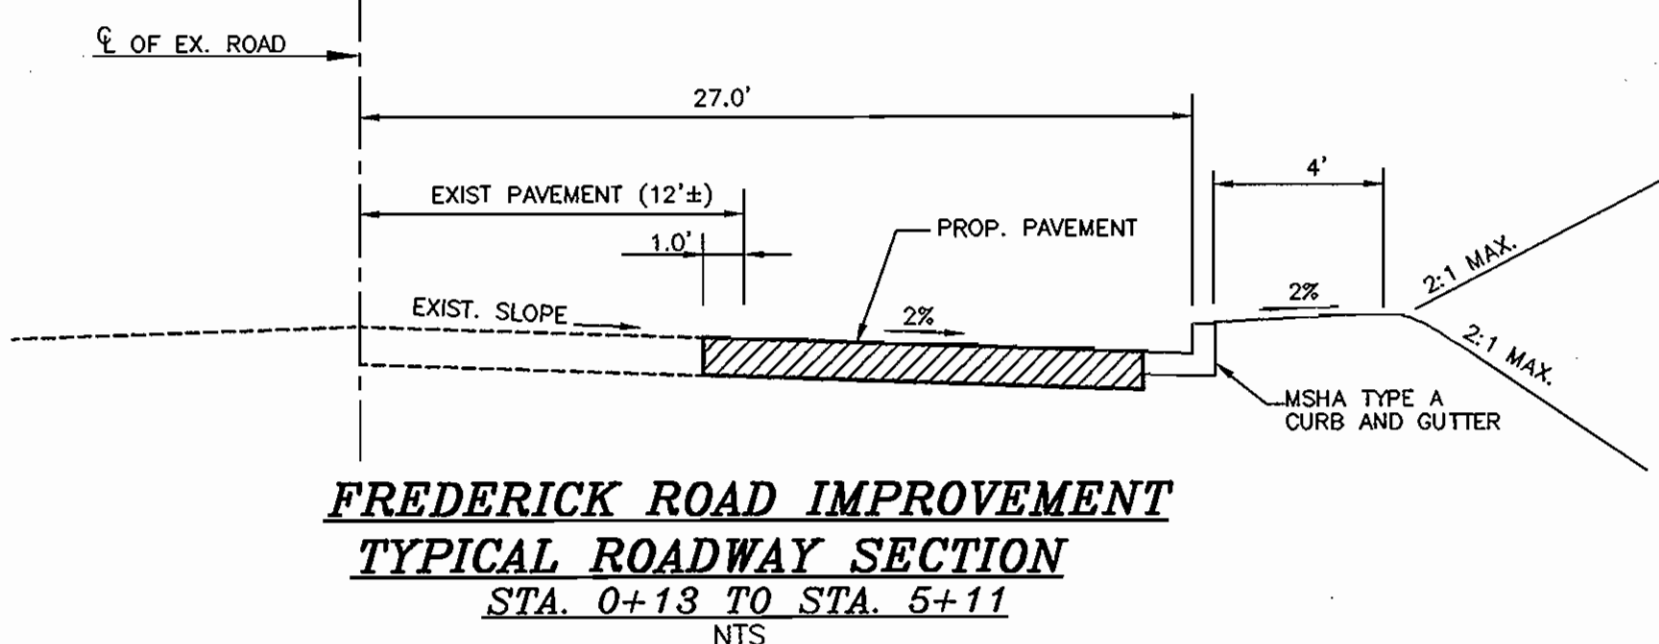 ℄ OF EX. ROAD
27.0'
4'
EXIST PAVEMENT (12'±)
1.0'
PROP. PAVEMENT
EXIST. SLOPE
2%
2%
2:1 MAX.
2:1 MAX.
MSHA TYPE A
CURB AND GUTTER
FREDERICK ROAD IMPROVEMENT
TYPICAL ROADWAY SECTION
STA. 0+13 TO STA. 5+11
NTS